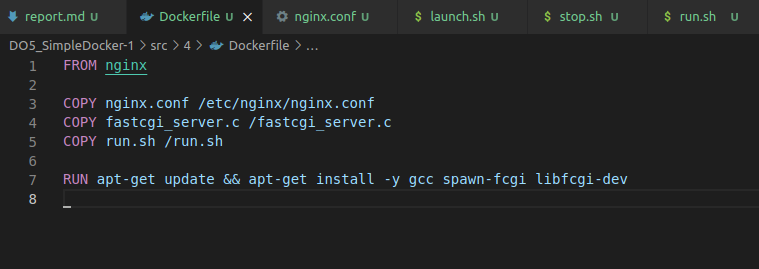 report.md U Dockerfile U nginx.conf U $ launch.sh U $ stop.sh U $ run.sh U
DO5_SimpleDocker-1 > src > 4 > Dockerfile > ...
1 FROM nginx
2
3 COPY nginx.conf /etc/nginx/nginx.conf
4 COPY fastcgi_server.c /fastcgi_server.c
5 COPY run.sh /run.sh
6
7 RUN apt-get update && apt-get install -y gcc spawn-fcgi libfcgi-dev
8